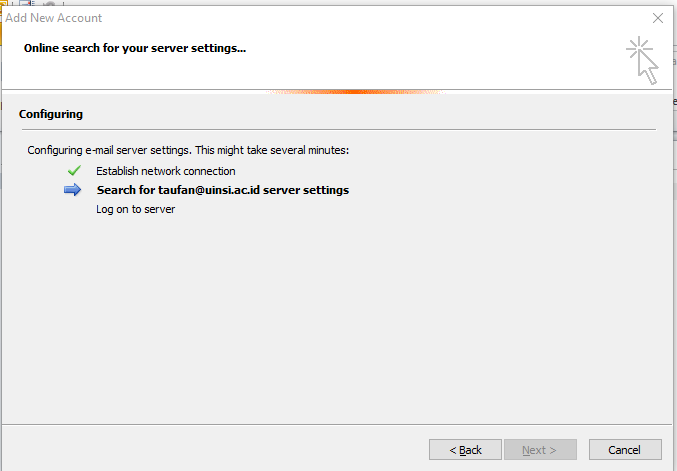 Add New Account
Online search for your server settings...
Configuring
Configuring e-mail server settings. This might take several minutes:
Establish network connection
Search for taufan@uinsi.ac.id server settings
Log on to server
< Back
Next >
Cancel